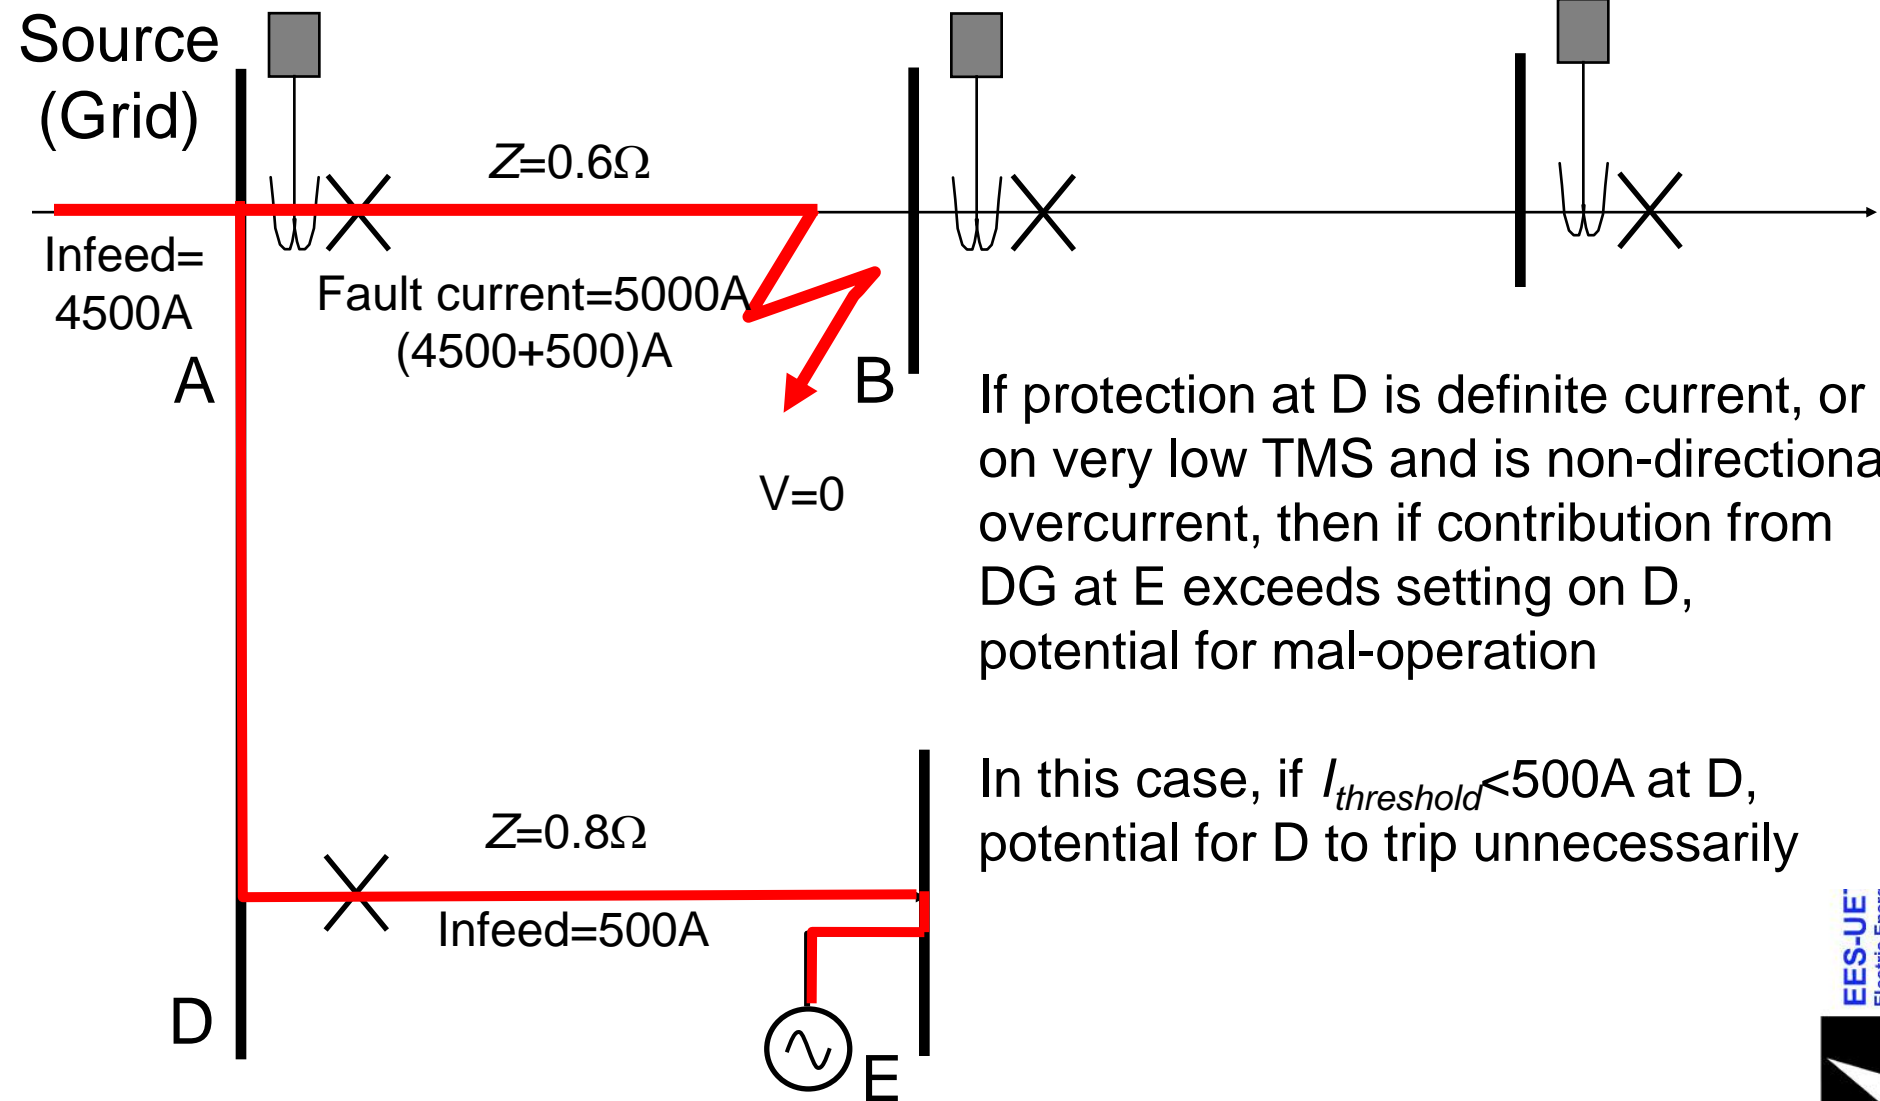 Source
(Grid)
Z=0.6Ω
Infeed=
4500A
Fault current=5000A
(4500+500)A
A
B
V=0
If protection at D is definite current, or
on very low TMS and is non-directiona
overcurrent, then if contribution from
DG at E exceeds setting on D,
potential for mal-operation
In this case, if Ithreshold<500A at D,
potential for D to trip unnecessarily
Z=0.8Ω
Infeed=500A
D
E
EES-UE